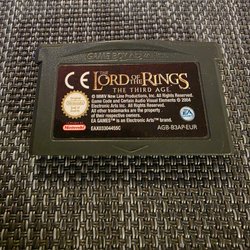 GAME BOY ADVANCE
CE
THE LORD OF THE RINGS
THE THIRD AGE
© MMIV New Line Productions, Inc. All Rights Reserved.
Game Code and Certain Audio Visual Elements © 2004
Electronic Arts Inc. All Rights Reserved.
All other trademarks are the property
of their respective owners.
EA GAMES™ is an Electronic Arts™ brand.
Nintendo
EAX03304495C
AGB-B3AP-EUR
EA